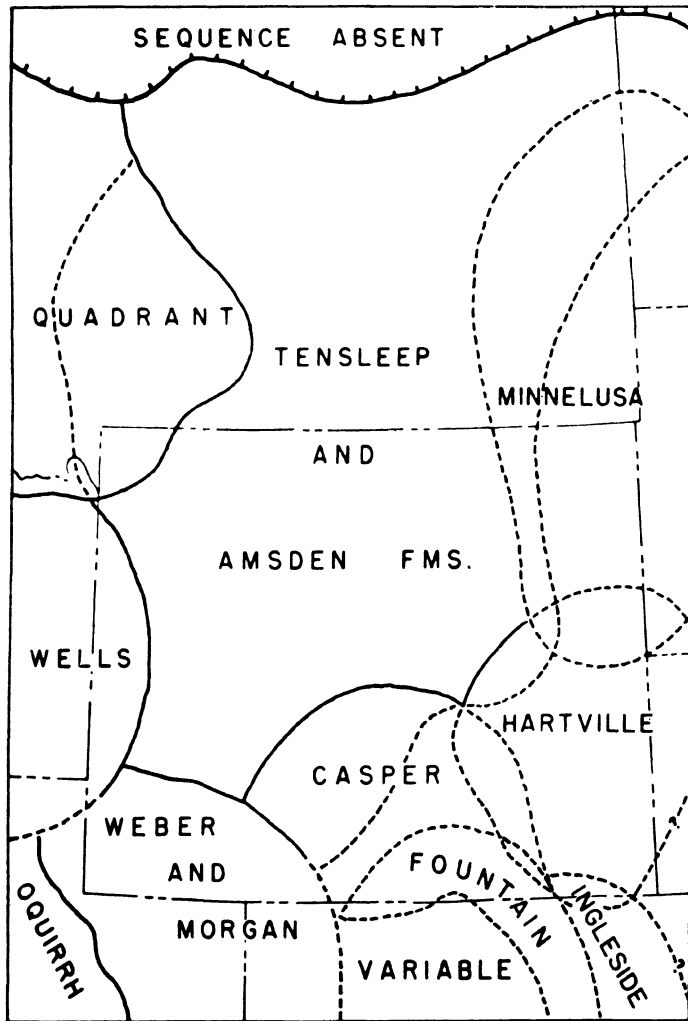 SEQUENCE ABSENT
QUADRANT
TENSLEEP
MINNELUSA
AND
AMSDEN FMS.
WELLS
HARTVILLE
CASPER
WEBER
AND
FOUNTAIN
MORGAN
INGLESIDE
OQUIRRH
VARIABLE
?
?